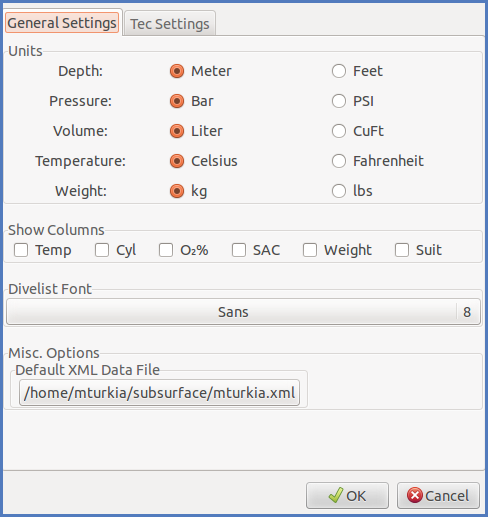 General Settings Tec Settings
Units
Depth: Meter Feet
Pressure: Bar PSI
Volume: Liter CuFt
Temperature: Celsius Fahrenheit
Weight: kg lbs
Show Columns
Temp Cyl O₂% SAC Weight Suit
Divelist Font
Sans 8
Misc. Options
Default XML Data File
/home/mturkia/subsurface/mturkia.xml
OK Cancel